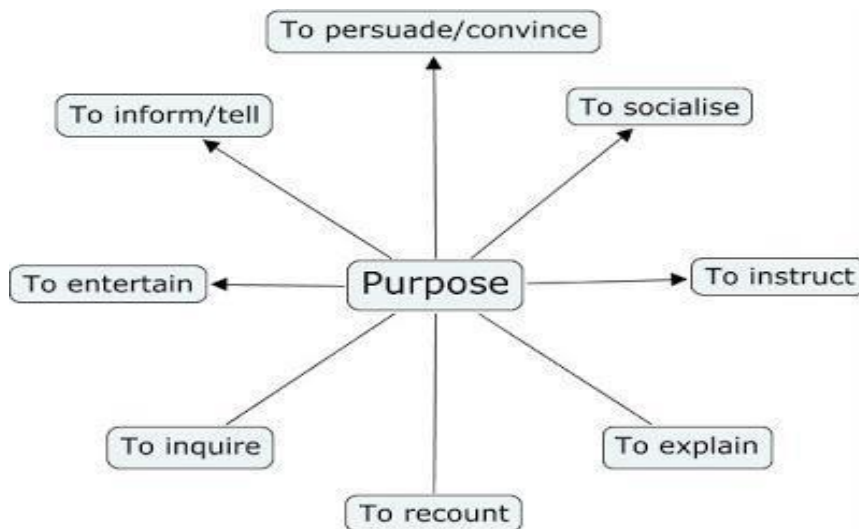 To persuade/convince
To inform/tell
To socialise
To entertain
Purpose
To instruct
To inquire
To explain
To recount